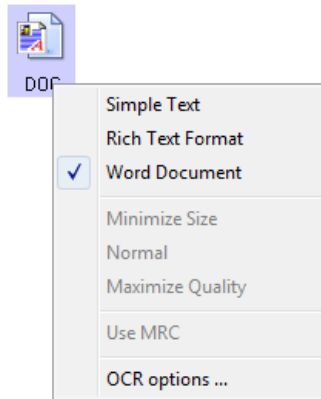 DOC
Simple Text
Rich Text Format
Word Document
Minimize Size
Normal
Maximize Quality
Use MRC
OCR options ...